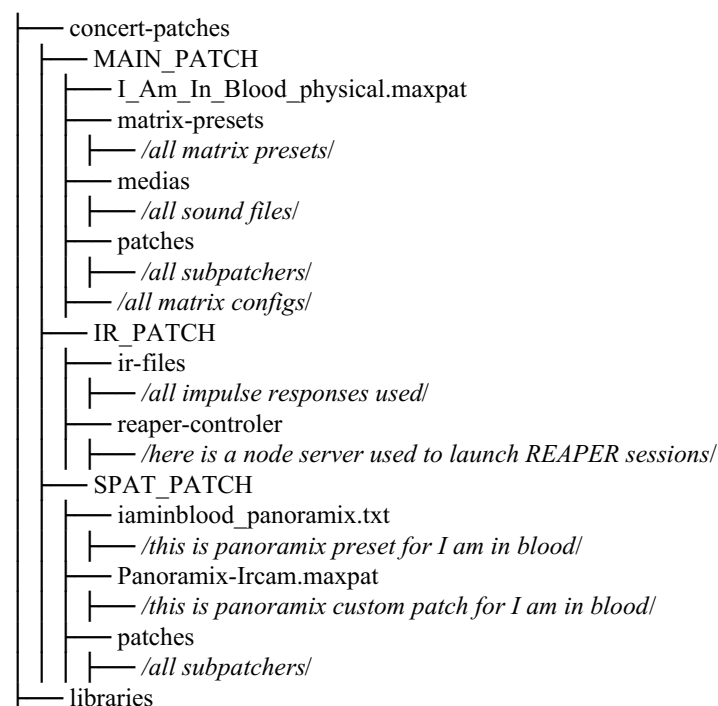 concert-patches
MAIN_PATCH
I_Am_In_Blood_physical.maxpat
matrix-presets
/all matrix presets/
medias
/all sound files/
patches
/all subpatchers/
/all matrix configs/
IR_PATCH
ir-files
/all impulse responses used/
reaper-controler
/here is a node server used to launch REAPER sessions/
SPAT_PATCH
iaminblood_panoramix.txt
/this is panoramix preset for I am in blood/
Panoramix-Ircam.maxpat
/this is panoramix custom patch for I am in blood/
patches
/all subpatchers/
libraries